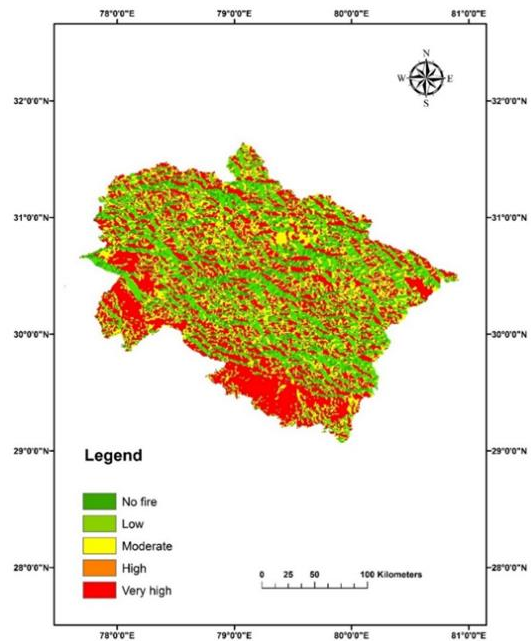 78°0'0"E 79°0'0"E 80°0'0"E 81°0'0"E
N
W E
S
32°0'0"N 32°0'0"N
31°0'0"N 31°0'0"N
30°0'0"N 30°0'0"N
29°0'0"N 29°0'0"N
Legend
No fire
Low
Moderate
High
Very high
28°0'0"N 28°0'0"N
0 25 50 100 Kilometers
78°0'0"E 79°0'0"E 80°0'0"E 81°0'0"E